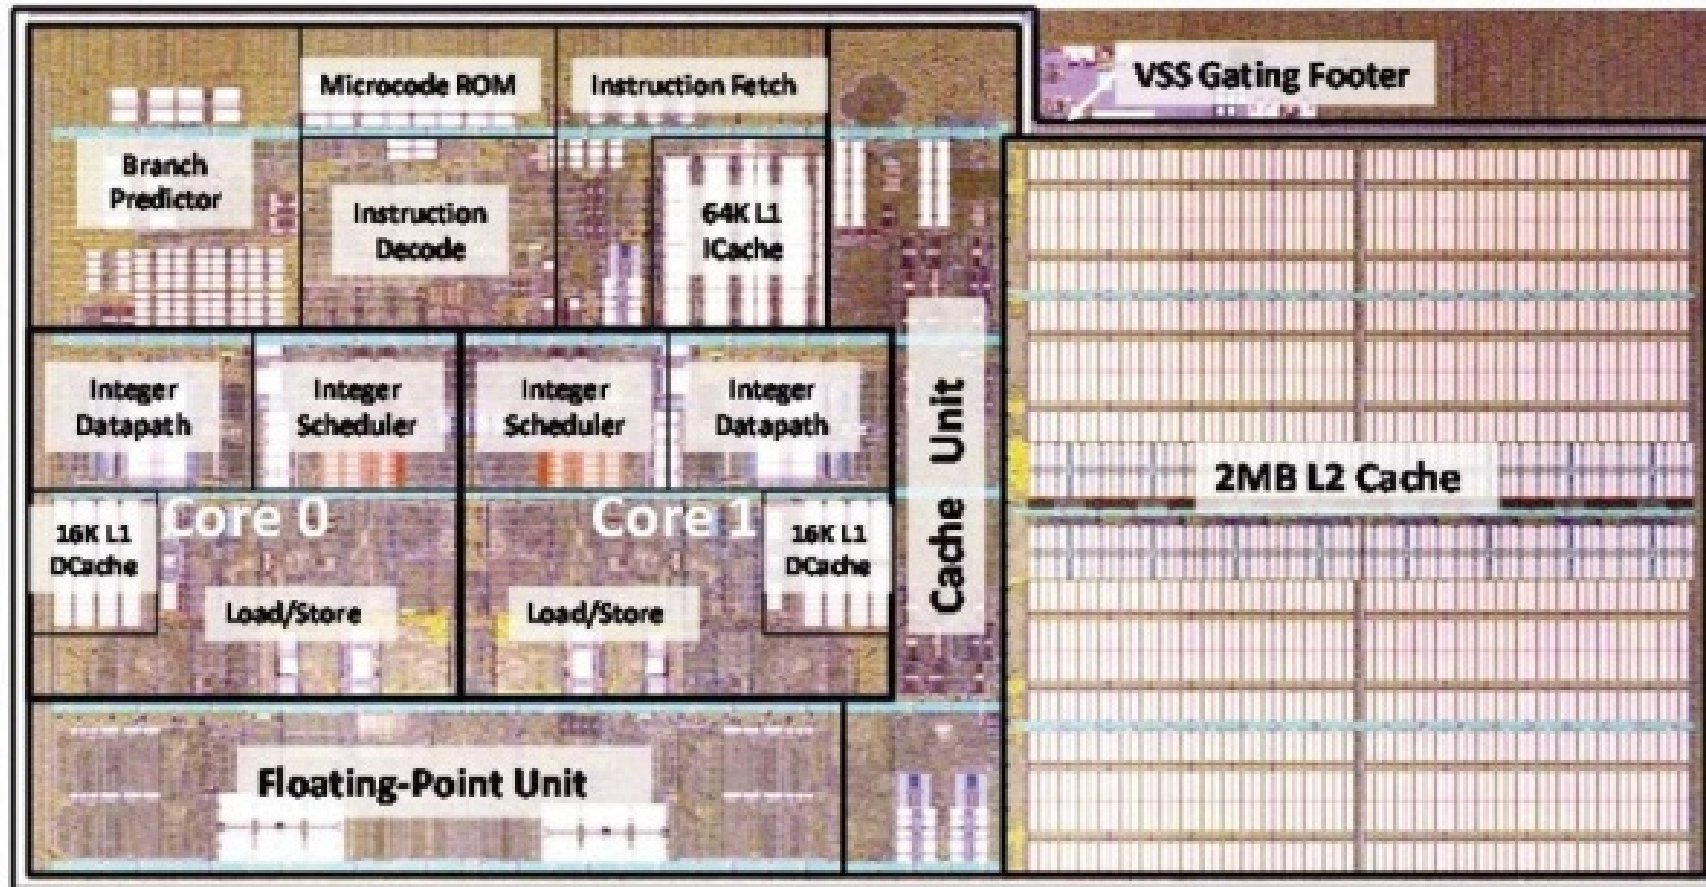 VSS Gating Footer
Microcode ROM
Instruction Fetch
Branch
Predictor
Instruction
Decode
64K L1
ICache
Integer
Datapath
Integer
Scheduler
Integer
Scheduler
Integer
Datapath
Cache Unit
2MB L2 Cache
16K L1
DCache
Core 0
Core 1
16K L1
DCache
Load/Store
Load/Store
Floating-Point Unit